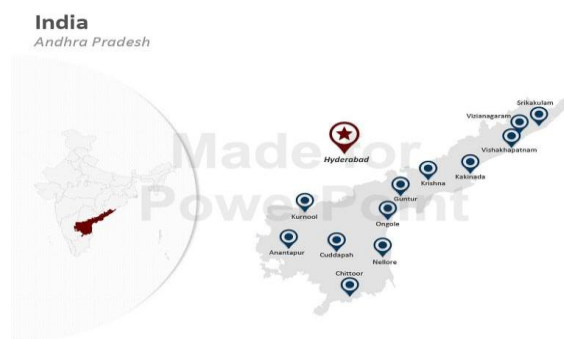 India
Andhra Pradesh
Made for
PowerPoint
Srikakulam
Vizianagaram
Vishakhapatnam
Hyderabad
Kakinada
Krishna
Guntur
Kurnool
Ongole
Anantapur
Cuddapah
Nellore
Chittoor